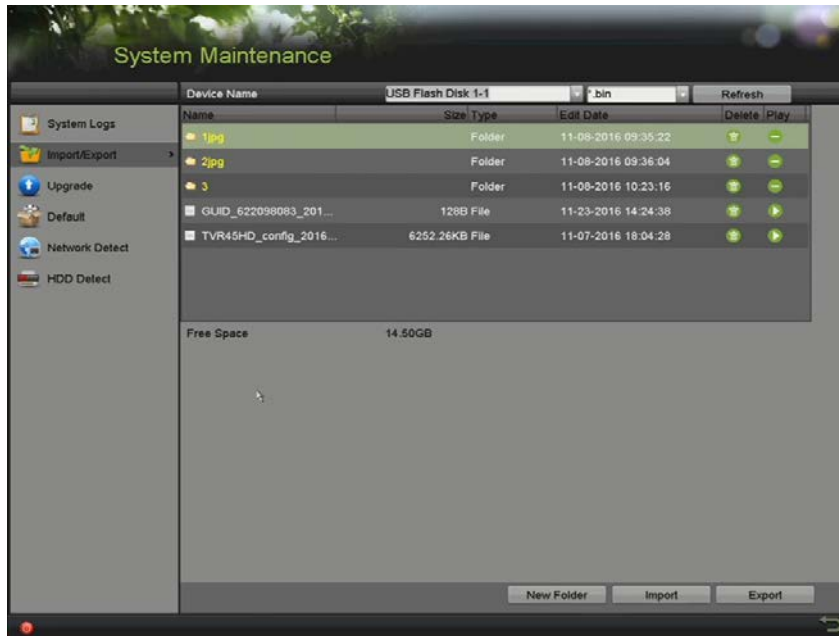 System Maintenance
Device Name USB Flash Disk 1-1 *.bin Refresh
Name Size Type Edit Date Delete Play
1jpg Folder 11-08-2016 09:35:22
2jpg Folder 11-08-2016 09:36:04
3 Folder 11-08-2016 10:23:16
GUID_622098083_201... 128B File 11-23-2016 14:24:38
TVR45HD_config_2016... 6252.26KB File 11-07-2016 18:04:28
System Logs
Import/Export
Upgrade
Default
Network Detect
HDD Detect
Free Space 14.50GB
New Folder Import Export